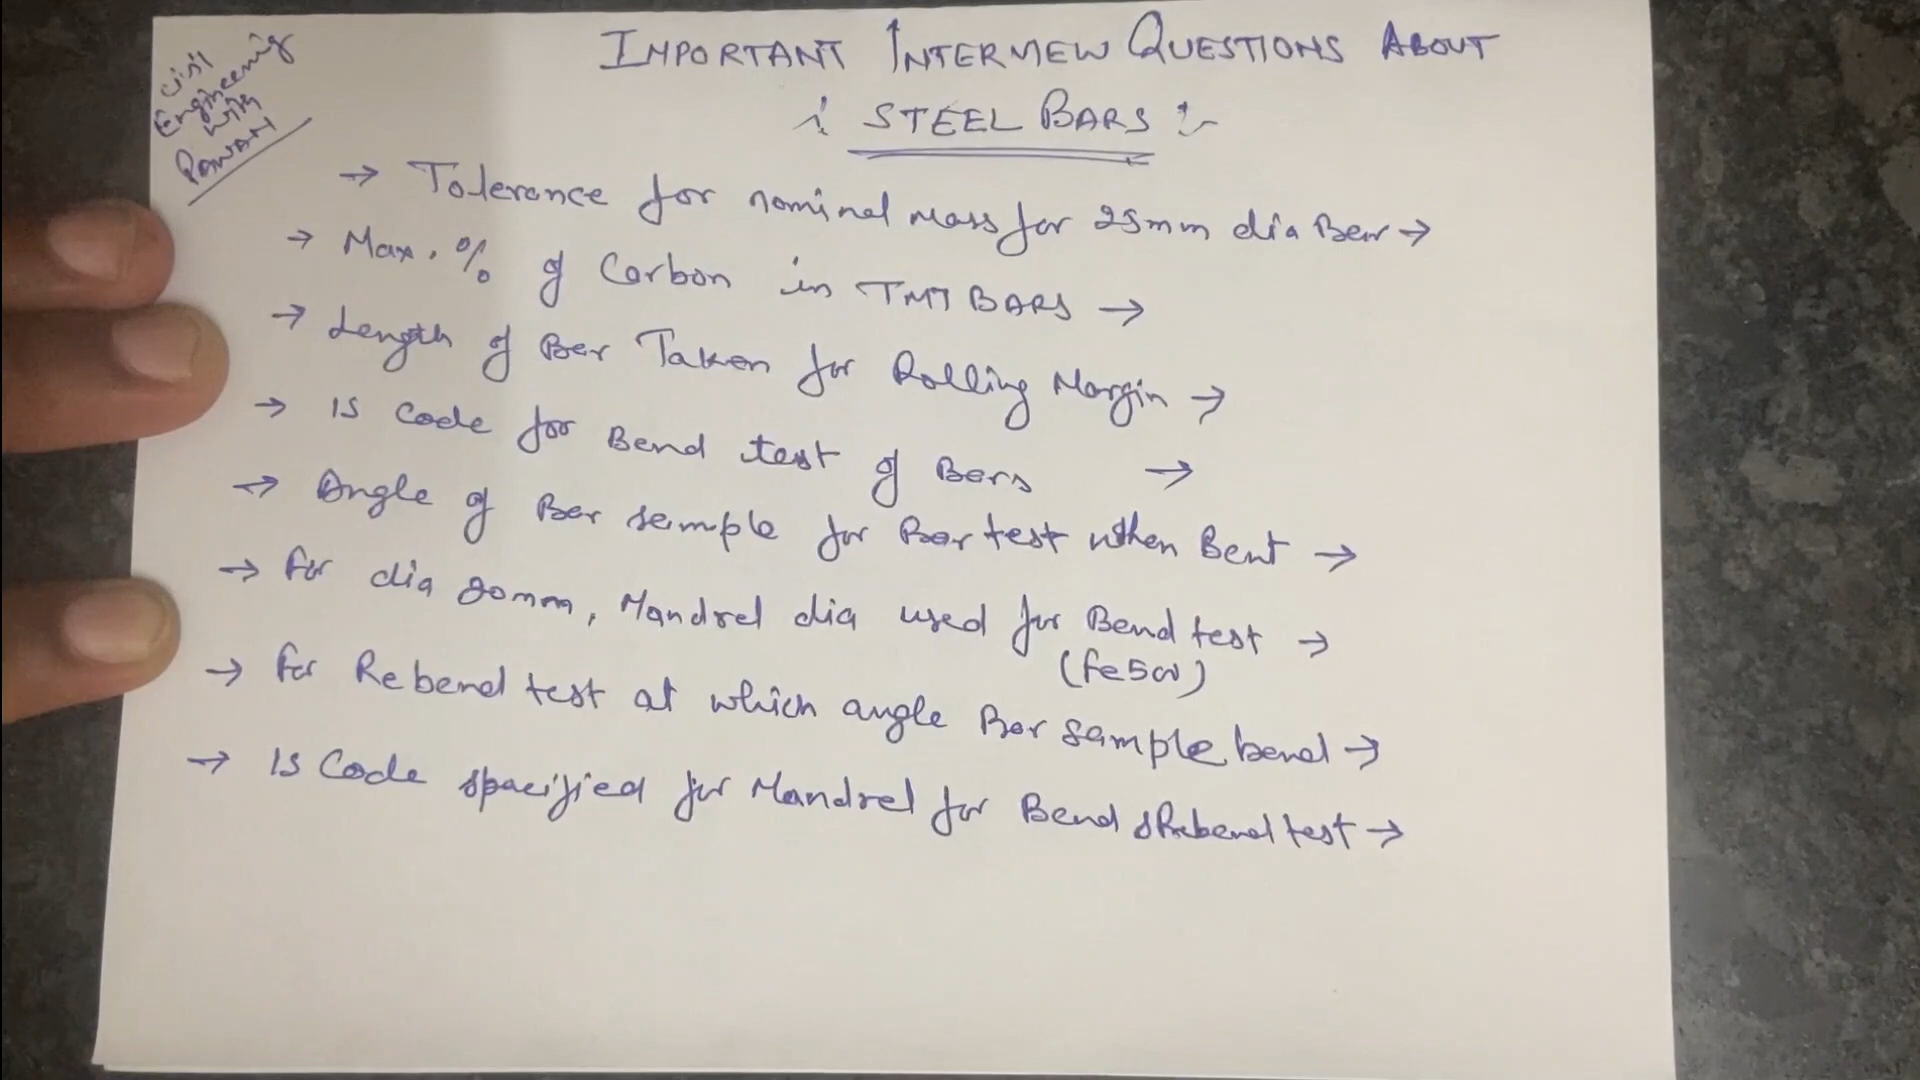 Civil
Engineering
with
PAWAN
IMPORTANT INTERVIEW QUESTIONS ABOUT
: STEEL BARS :-
→ Tolerance for nominal mass for 25mm dia Bar →
→ Max. % of Carbon in TMT BARS →
→ Length of Bar Taken for Rolling Margin →
→ IS Code for Bend test of Bars →
→ Angle of Bar sample for Bar test when Bent →
→ For dia 20mm, Mandrel dia used for Bend test →
(Fe500)
→ For Rebend test at which angle Bar sample bend →
→ IS Code specified for Mandrel for Bend & Rebend test →